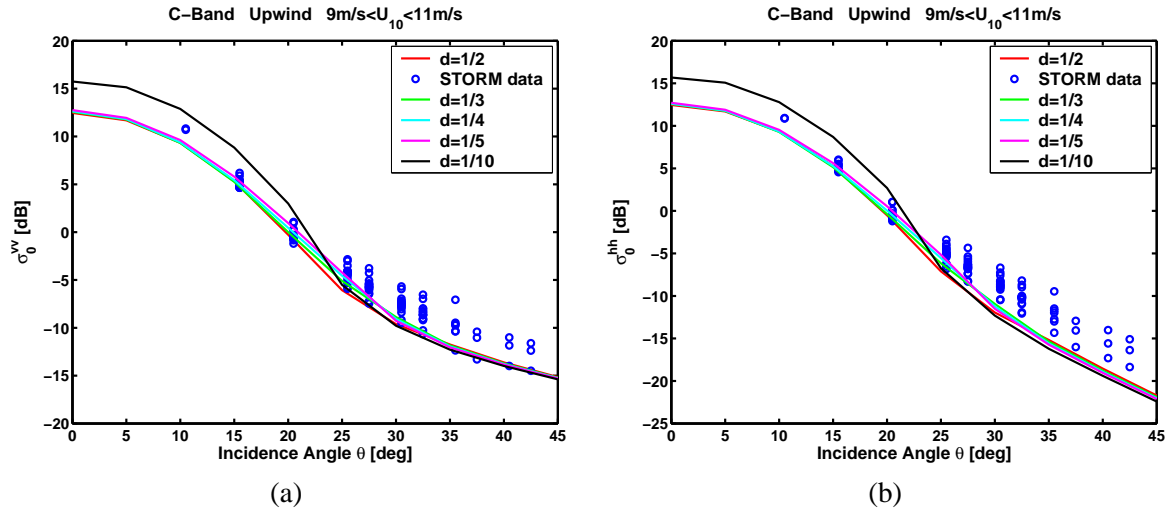 C-Band Upwind 9m/s<U10<11m/s
20
15
10
5
0
−5
−10
−15
−20
σ0vv [dB]
0 5 10 15 20 25 30 35 40 45
Incidence Angle θ [deg]
d=1/2
STORM data
d=1/3
d=1/4
d=1/5
d=1/10
(a)
C-Band Upwind 9m/s<U10<11m/s
20
15
10
5
0
−5
−10
−15
−20
−25
σ0hh [dB]
0 5 10 15 20 25 30 35 40 45
Incidence Angle θ [deg]
d=1/2
STORM data
d=1/3
d=1/4
d=1/5
d=1/10
(b)